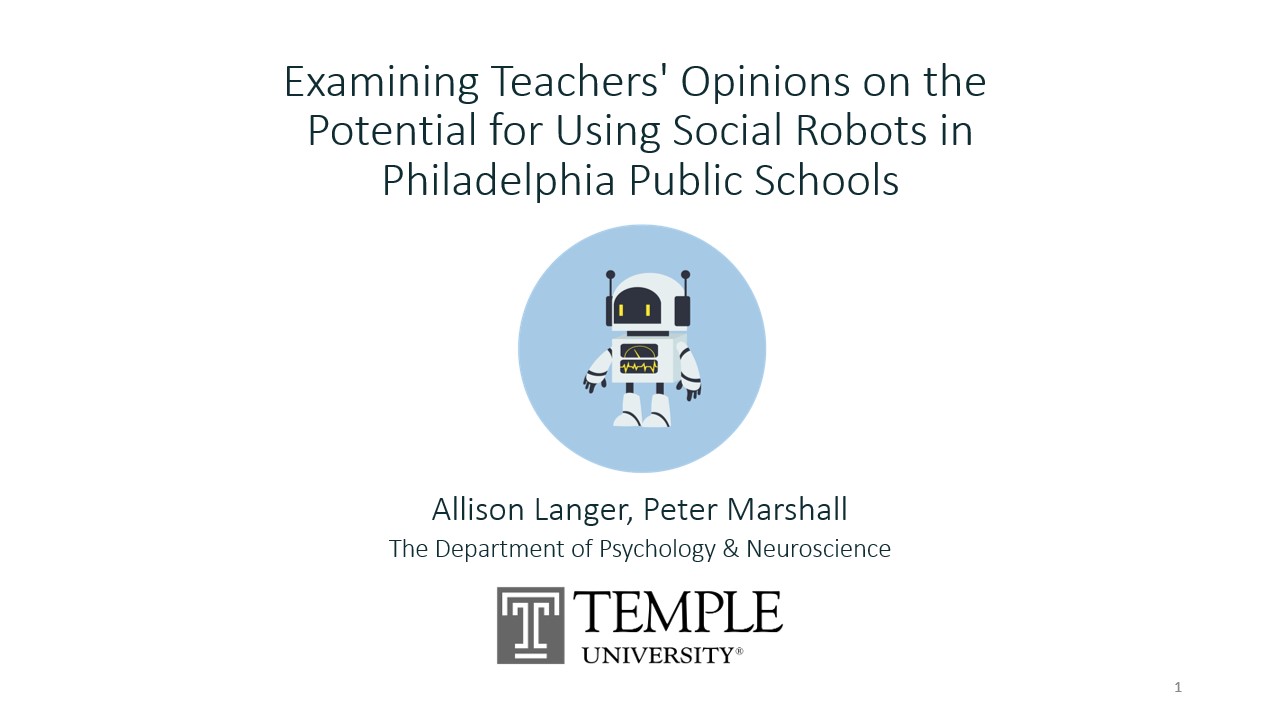 Examining Teachers' Opinions on the
Potential for Using Social Robots in
Philadelphia Public Schools
Allison Langer, Peter Marshall
The Department of Psychology & Neuroscience
TEMPLE
UNIVERSITY®
1